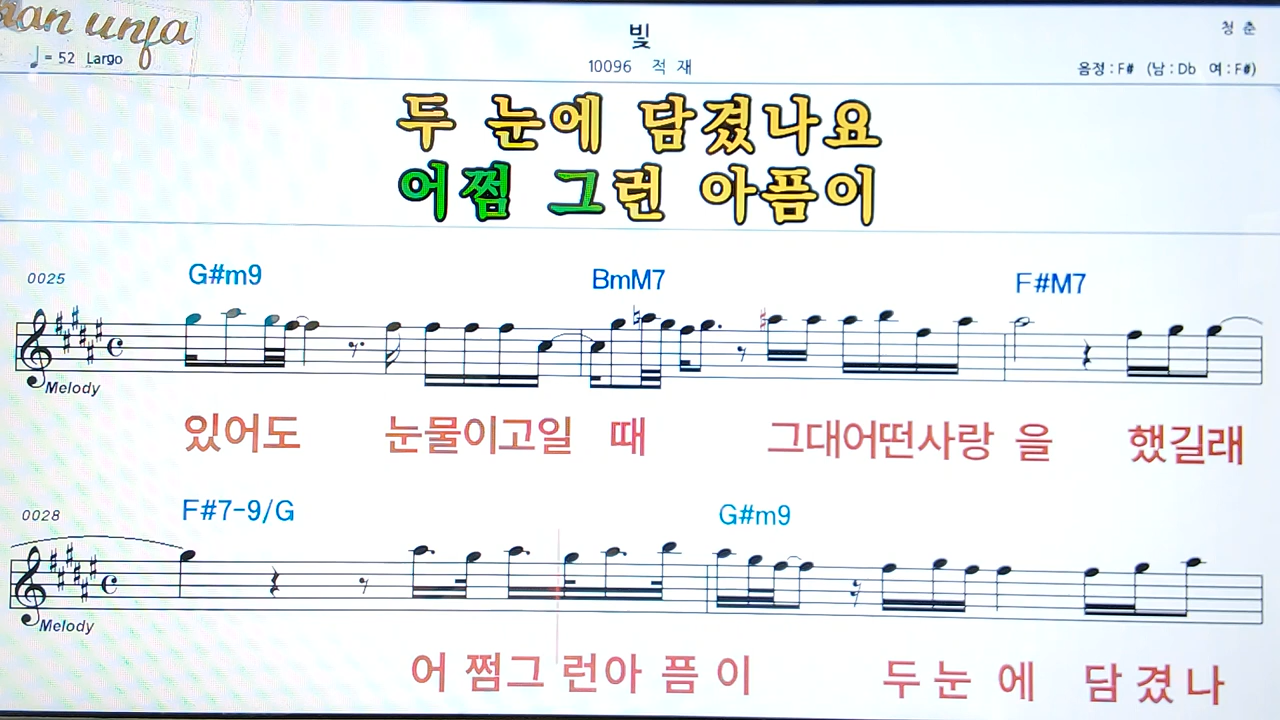 빛
청 춘
♩ = 52 Largo
10096 적 재
음정 : F# (남 : Db 여 : F#)
두 눈에 담겼나요
어쩜 그런 아픔이
0025 G#m9 BmM7 F#M7
Melody
있어도 눈물이고일 때 그대어떤사랑 을 했길래
0028 F#7-9/G G#m9
Melody
어 쩜그 런아 픔 이 두 눈 에 담 겼 나